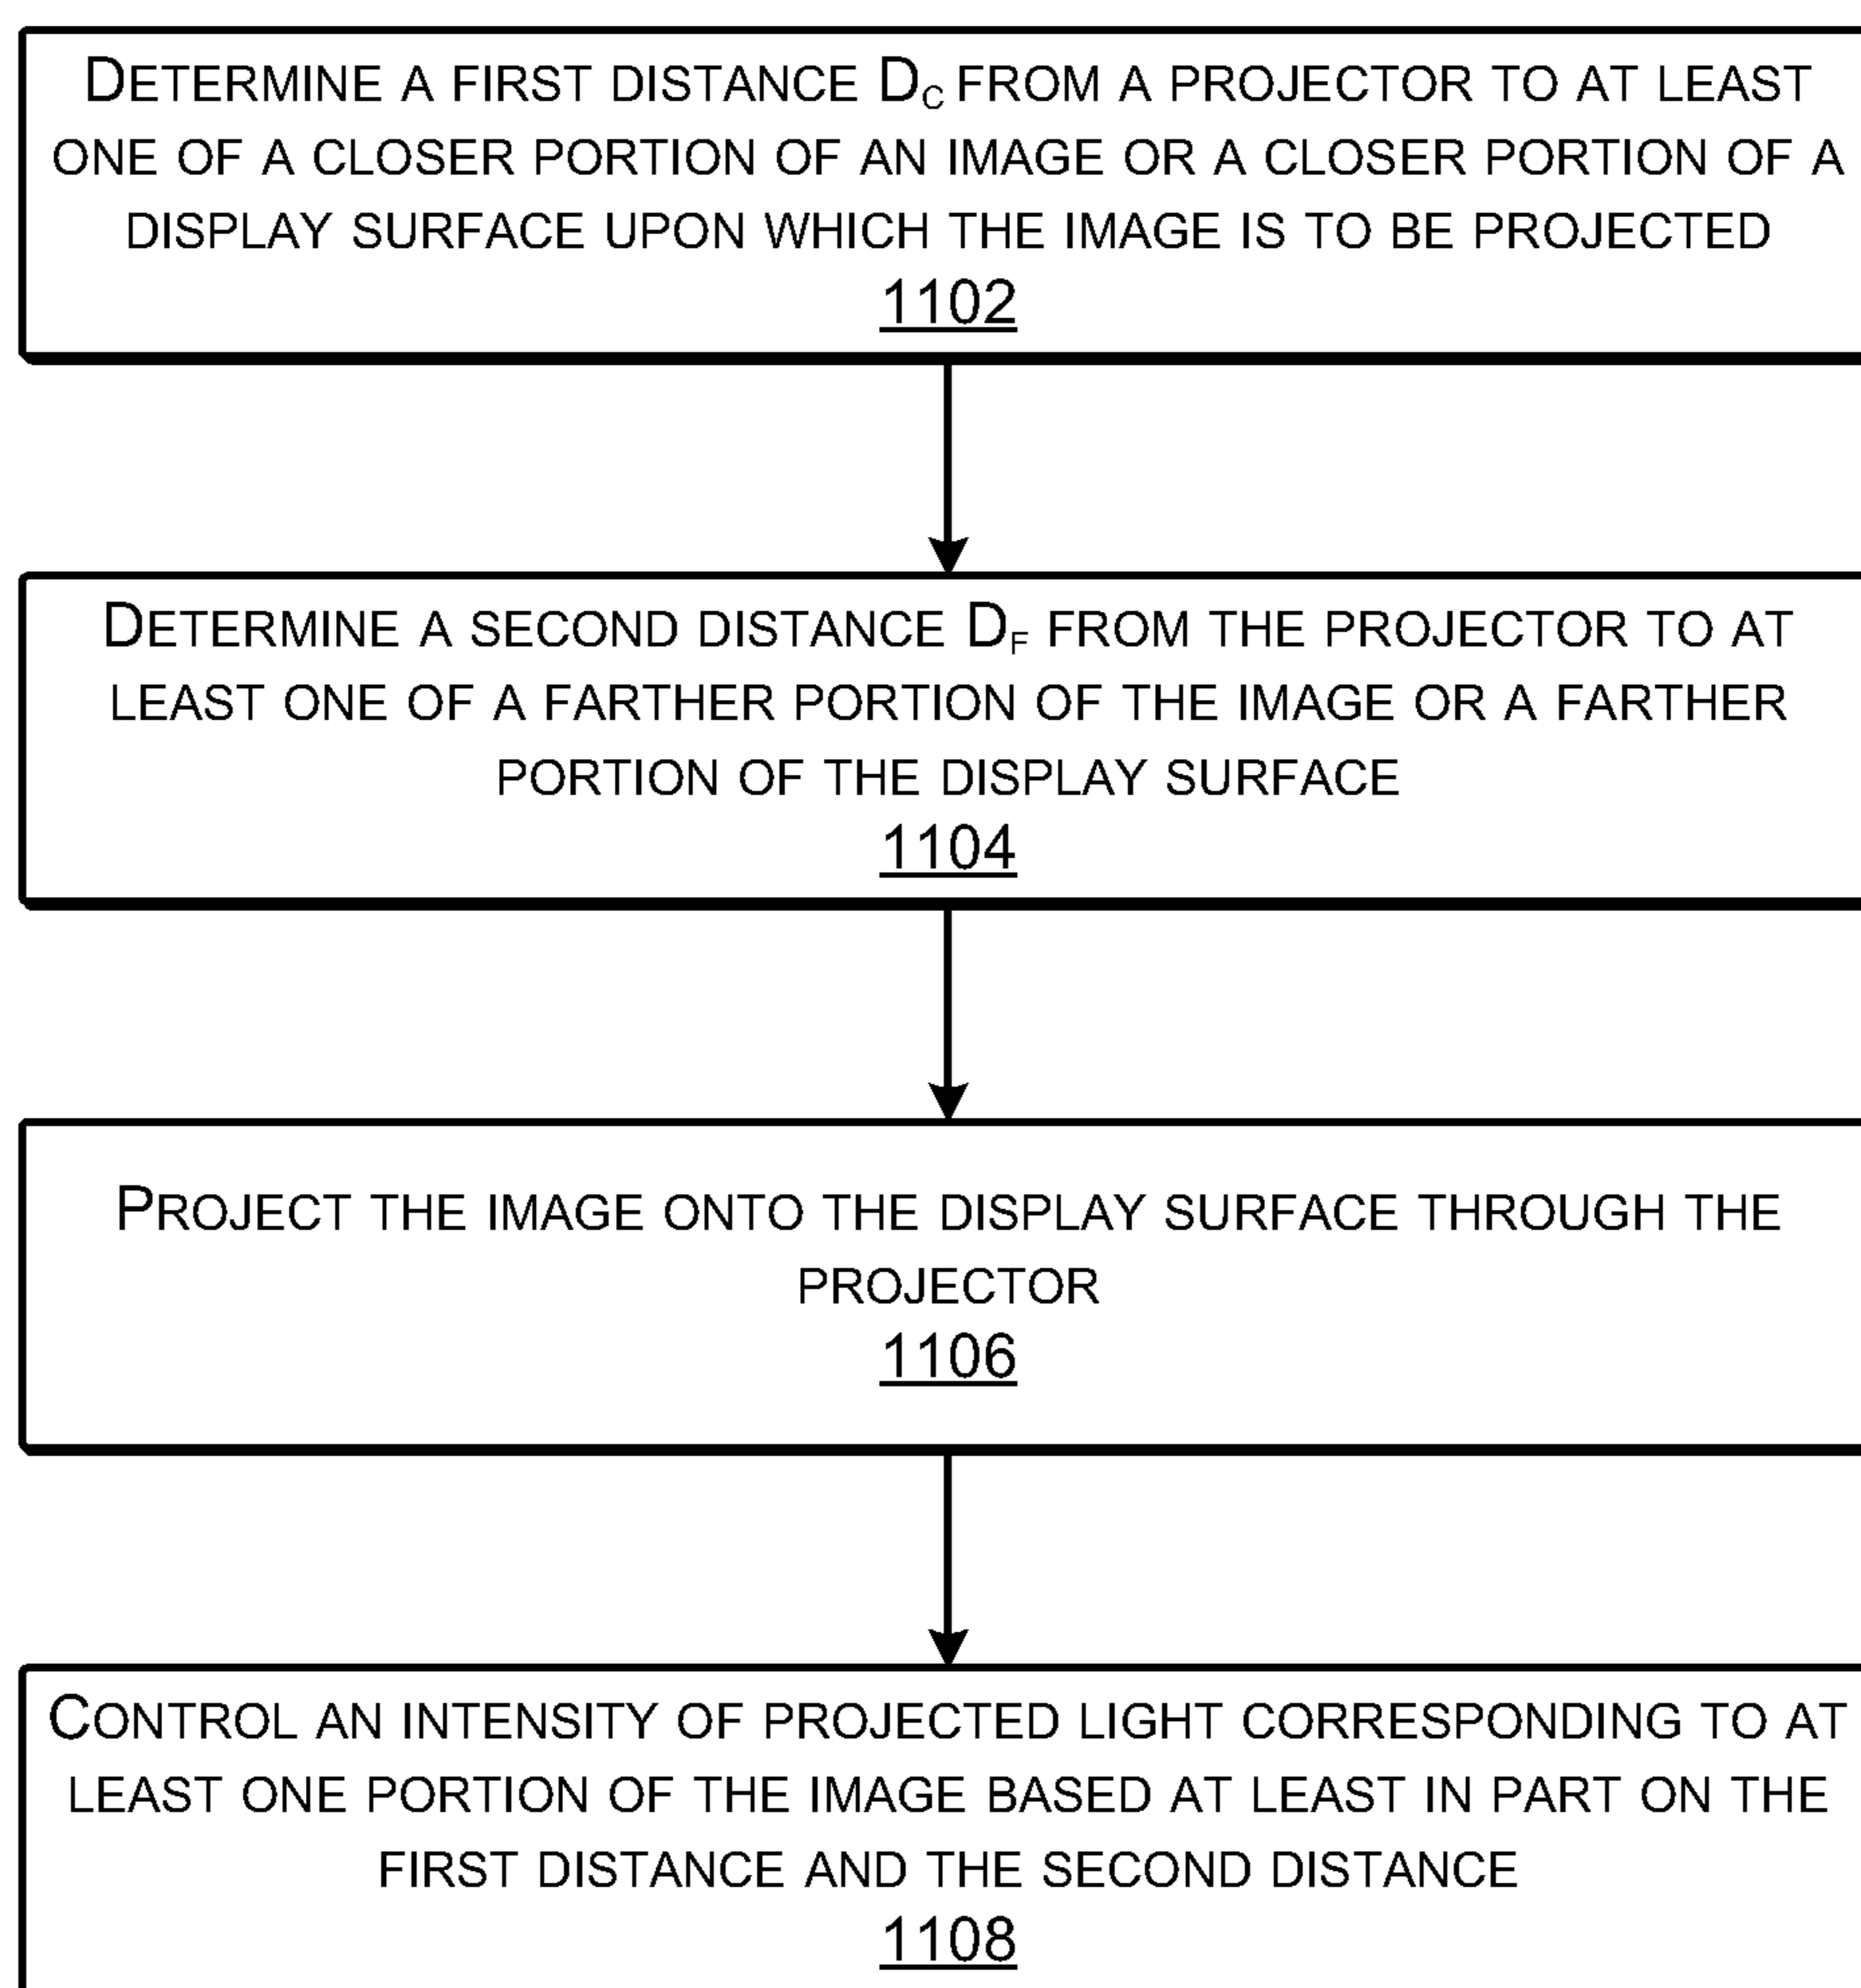 DETERMINE A FIRST DISTANCE DC FROM A PROJECTOR TO AT LEAST
ONE OF A CLOSER PORTION OF AN IMAGE OR A CLOSER PORTION OF A
DISPLAY SURFACE UPON WHICH THE IMAGE IS TO BE PROJECTED
1102
DETERMINE A SECOND DISTANCE DF FROM THE PROJECTOR TO AT
LEAST ONE OF A FARTHER PORTION OF THE IMAGE OR A FARTHER
PORTION OF THE DISPLAY SURFACE
1104
PROJECT THE IMAGE ONTO THE DISPLAY SURFACE THROUGH THE
PROJECTOR
1106
CONTROL AN INTENSITY OF PROJECTED LIGHT CORRESPONDING TO AT
LEAST ONE PORTION OF THE IMAGE BASED AT LEAST IN PART ON THE
FIRST DISTANCE AND THE SECOND DISTANCE
1108